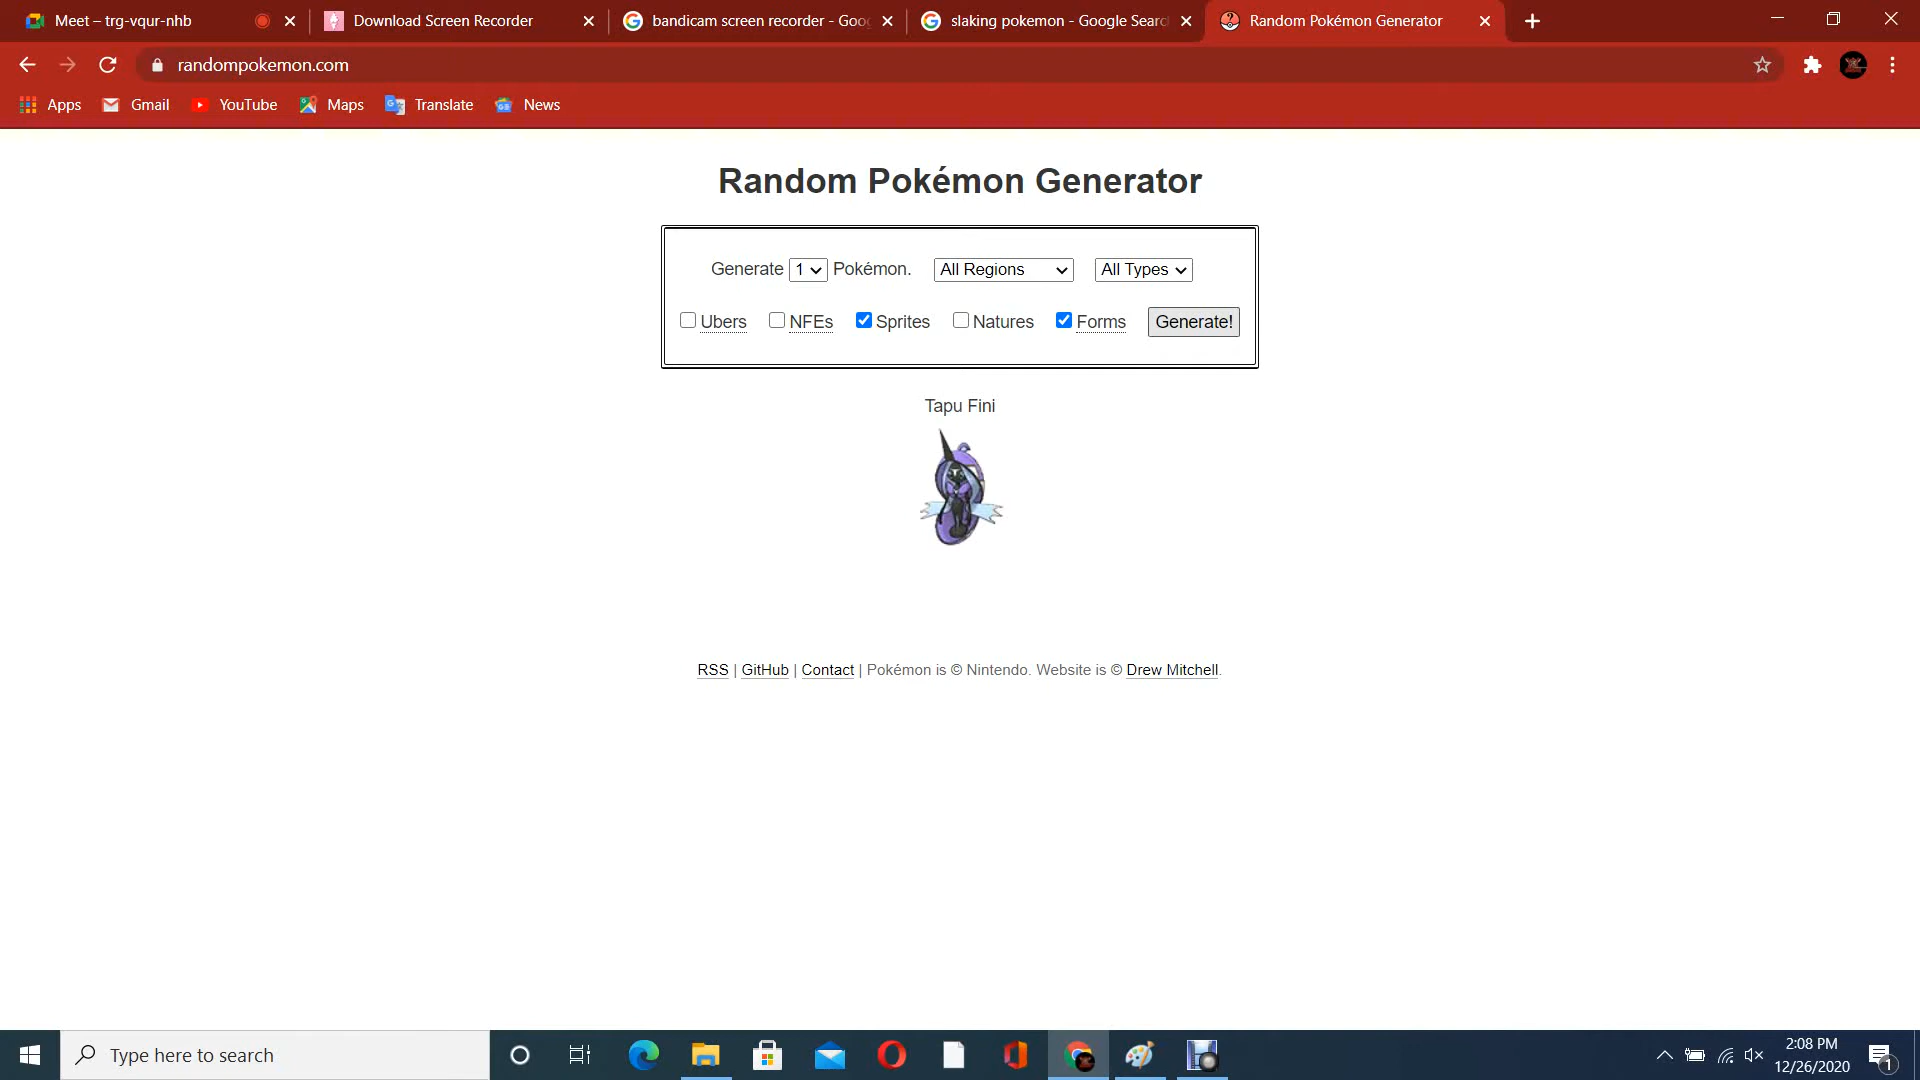 Meet – trg-vqur-nhb
Download Screen Recorder
bandicam screen recorder - Goo
slaking pokemon - Google Searc
Random Pokémon Generator
randompokemon.com
Apps
Gmail
YouTube
Maps
Translate
News
Random Pokémon Generator
Generate 1 Pokémon. All Regions All Types
Ubers NFEs Sprites Natures Forms Generate!
Tapu Fini
RSS | GitHub | Contact | Pokémon is © Nintendo. Website is © Drew Mitchell.
Type here to search
2:08 PM
12/26/2020
1